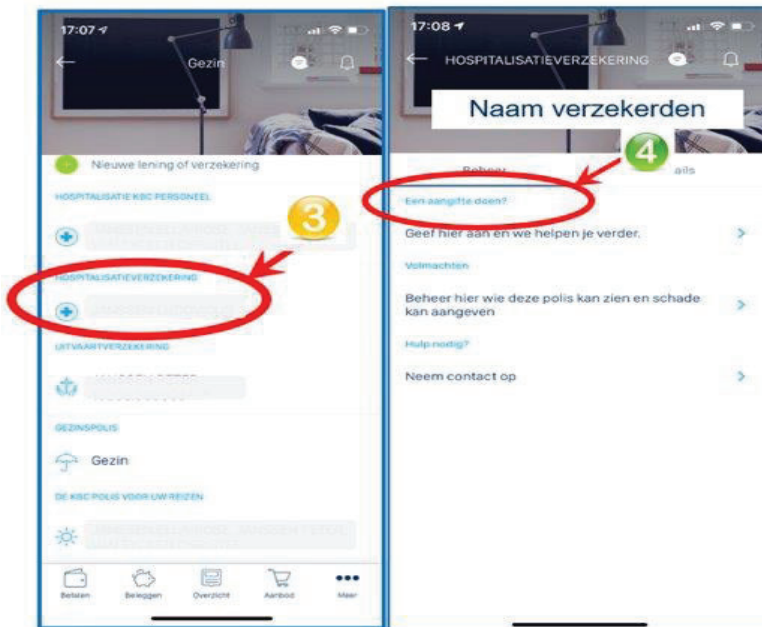 17:07
Gezin
Nieuwe lening of verzekering
HOSPITALISATIE KBC PERSONEEL
3
HOSPITALISATIEVERZEKERING
UITVAARTVERZEKERING
GEZINSPOLIS
Gezin
DE KBC POLIS VOOR UW REIZEN
Betalen
Beleggen
Overzicht
Aanbod
Meer
17:08
HOSPITALISATIEVERZEKERING
Naam verzekerden
4
Beheer
ails
Een aangifte doen?
Geef hier aan en we helpen je verder.
Volmachten
Beheer hier wie deze polis kan zien en schade
kan aangeven
Hulp nodig?
Neem contact op